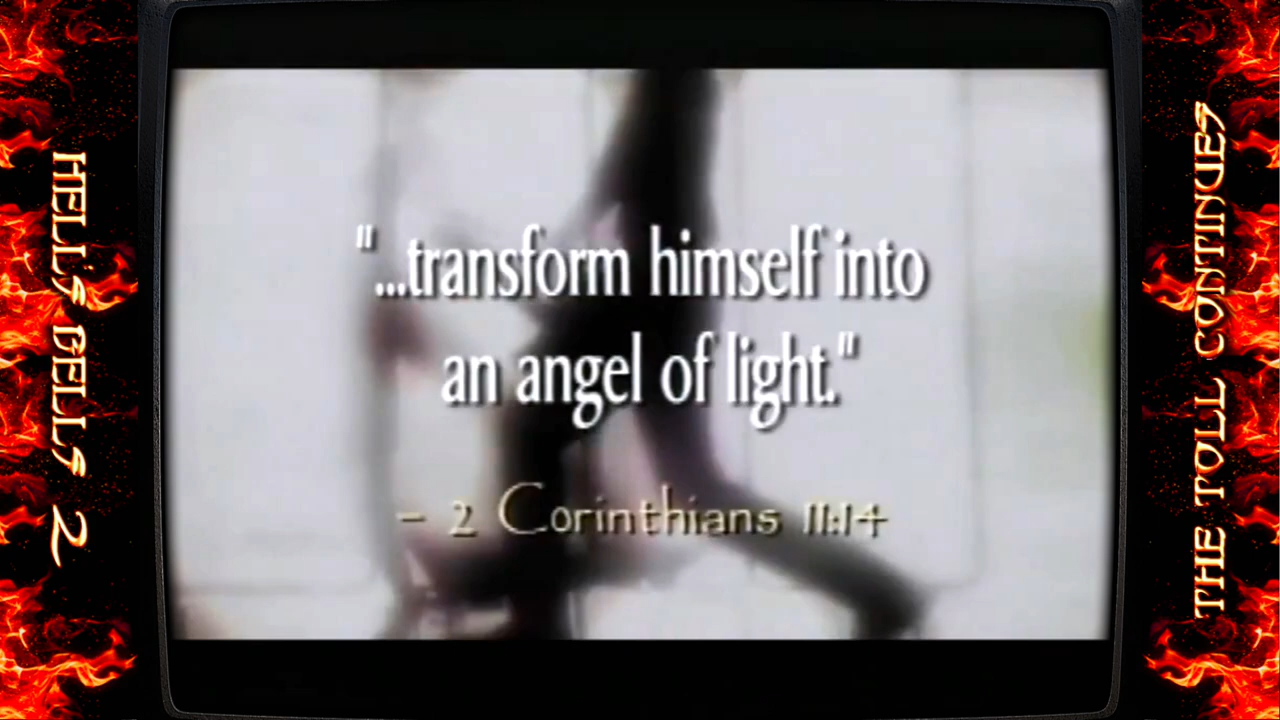 HELL'S BELLS 2
"...transform himself into
an angel of light."
- 2 Corinthians 11:14
THE TOLL CONTINUES